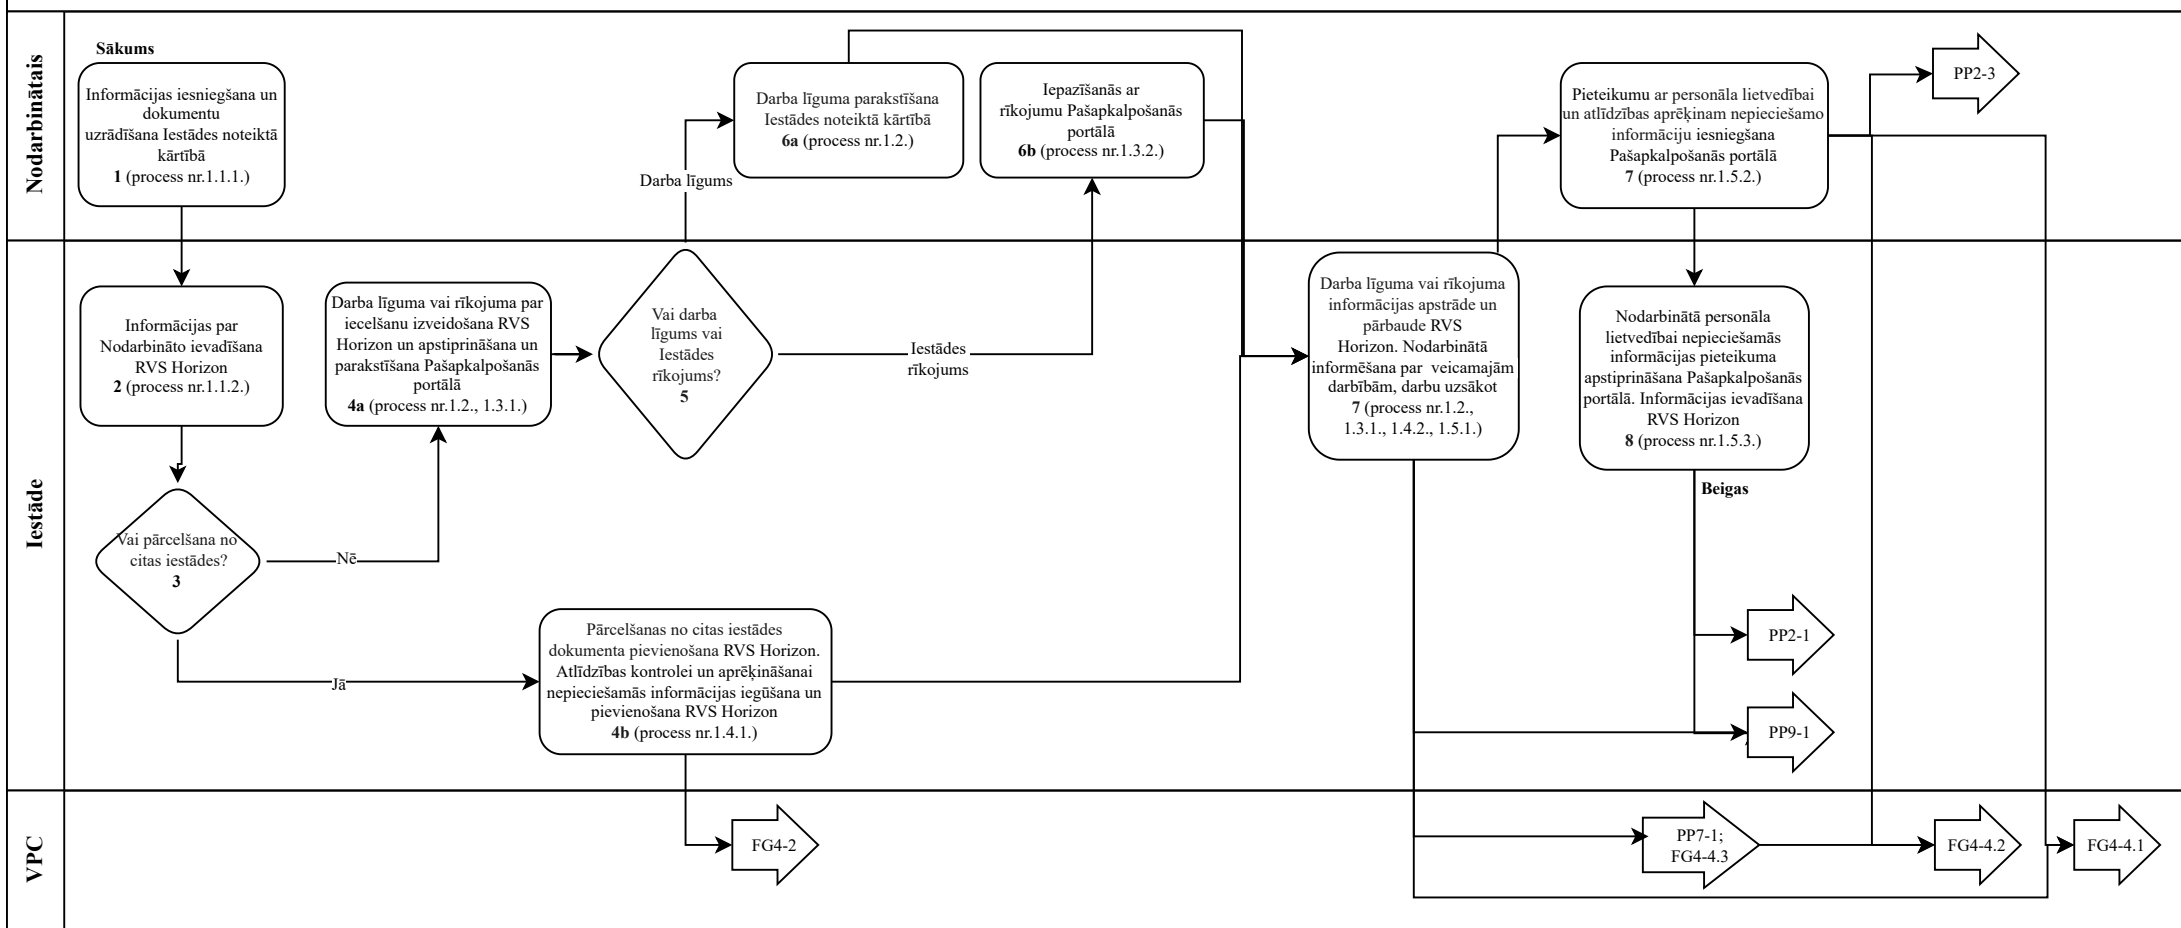 Nodarbinātais
Sākums
Informācijas iesniegšana un
dokumentu
uzrādīšana Iestādes noteiktā
kārtībā
1 (process nr.1.1.1.)
Darba līguma parakstīšana
Iestādes noteiktā kārtībā
6a (process nr.1.2.)
Iepazīšanās ar
rīkojumu Pašapkalpošanās
portālā
6b (process nr.1.3.2.)
Pieteikumu ar personāla lietvedībai
un atlīdzības aprēķinam nepieciešamo
informāciju iesniegšana
Pašapkalpošanās portālā
7 (process nr.1.5.2.)
PP2-3
Darba līgums
Iestāde
Informācijas par
Nodarbināto ievadīšana
RVS Horizon
2 (process nr.1.1.2.)
Darba līguma vai rīkojuma par
iecelšanu izveidošana RVS
Horizon un apstiprināšana un
parakstīšana Pašapkalpošanās
portālā
4a (process nr.1.2., 1.3.1.)
Vai darba
līgums vai
Iestādes
rīkojums?
5
Iestādes
rīkojums
Darba līguma vai rīkojuma
informācijas apstrāde un
pārbaude RVS
Horizon. Nodarbinātā
informēšana par veicamajām
darbībām, darbu uzsākot
7 (process nr.1.2.,
1.3.1., 1.4.2., 1.5.1.)
Nodarbinātā personāla
lietvedībai nepieciešamās
informācijas pieteikuma
apstiprināšana Pašapkalpošanās
portālā. Informācijas ievadīšana
RVS Horizon
8 (process nr.1.5.3.)
Beigas
Vai pārcelšana no
citas iestādes?
3
Nē
Jā
Pārcelšanas no citas iestādes
dokumenta pievienošana RVS Horizon.
Atlīdzības kontrolei un aprēķināšanai
nepieciešamās informācijas iegūšana un
pievienošana RVS Horizon
4b (process nr.1.4.1.)
PP2-1
PP9-1
VPC
FG4-2
PP7-1;
FG4-4.3
FG4-4.2
FG4-4.1